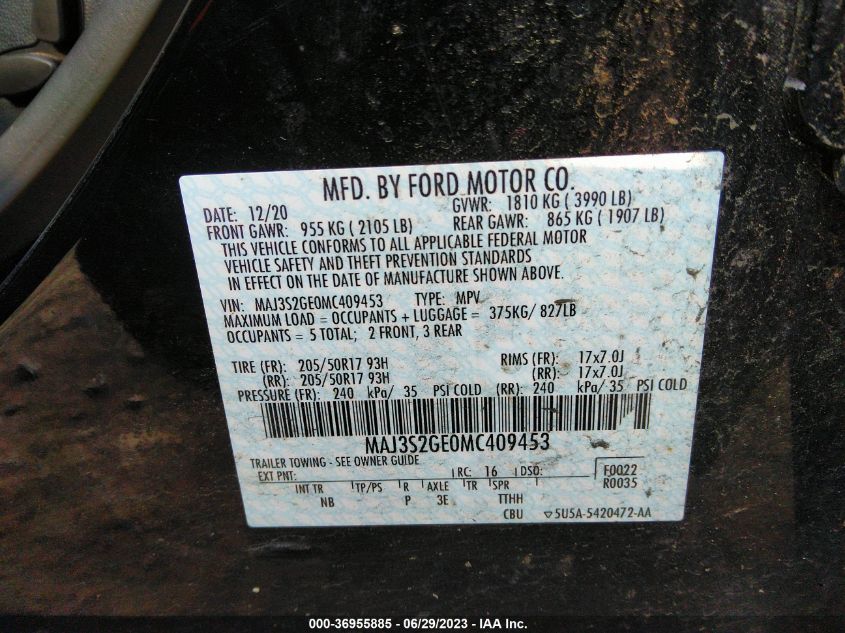 MFD. BY FORD MOTOR CO.
DATE: 12/20 GVWR: 1810 KG ( 3990 LB)
FRONT GAWR: 955 KG ( 2105 LB) REAR GAWR: 865 KG ( 1907 LB)
THIS VEHICLE CONFORMS TO ALL APPLICABLE FEDERAL MOTOR
VEHICLE SAFETY AND THEFT PREVENTION STANDARDS
IN EFFECT ON THE DATE OF MANUFACTURE SHOWN ABOVE.
VIN: MAJ3S2GE0MC409453 TYPE: MPV
MAXIMUM LOAD = OCCUPANTS + LUGGAGE = 375KG/ 827LB
OCCUPANTS = 5 TOTAL; 2 FRONT, 3 REAR
TIRE (FR): 205/50R17 93H RIMS (FR): 17x7.0J
(RR): 205/50R17 93H (RR): 17x7.0J
PRESSURE (FR): 240 kPa/ 35 PSI COLD (RR): 240 kPa/ 35 PSI COLD
MAJ3S2GE0MC409453
TRAILER TOWING - SEE OWNER GUIDE
EXT PNT: RC: 16 DSO: F0022
R0035
INT TR TP/PS R AXLE TR SPR
NB P 3E TTHH
CBU ▽5U5A-5420472-AA
000-36955885 - 06/29/2023 - IAA Inc.